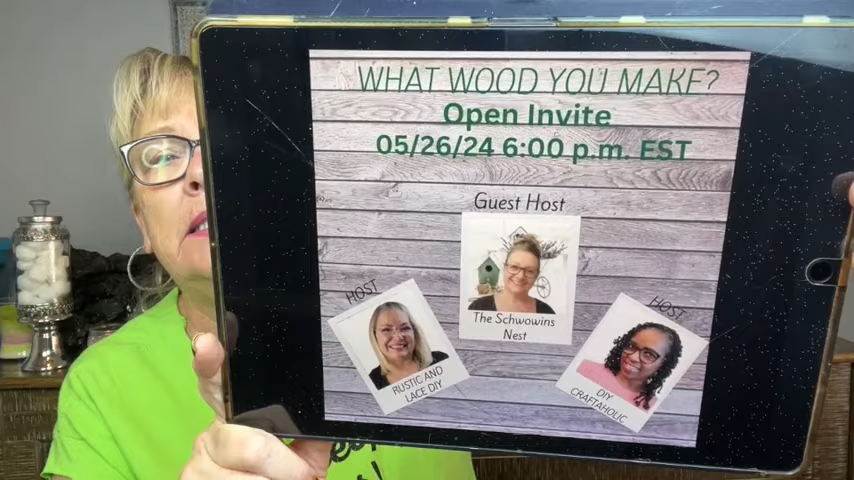 WHAT WOOD YOU MAKE?
Open Invite
05/26/24 6:00 p.m. EST
Guest Host
The Schwowins
Nest
HOST
RUSTIC AND
LACE DIY
HOST
DIY
CRAFTAHOLIC